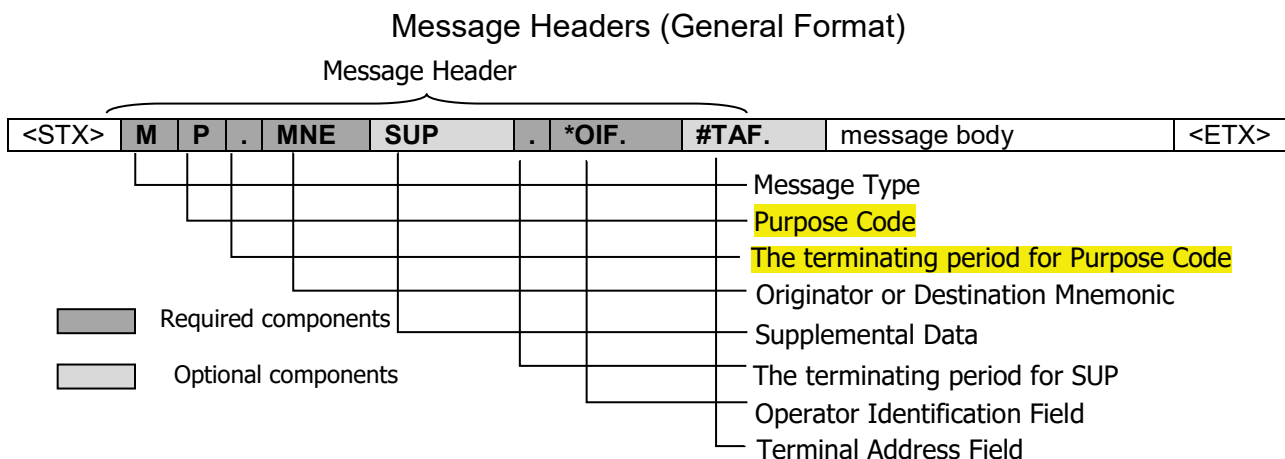 Message Headers (General Format)
Message Header
<STX> M P . MNE SUP . *OIF. #TAF. message body <ETX>
Message Type
Purpose Code
The terminating period for Purpose Code
Originator or Destination Mnemonic
Required components
Supplemental Data
Optional components
The terminating period for SUP
Operator Identification Field
Terminal Address Field